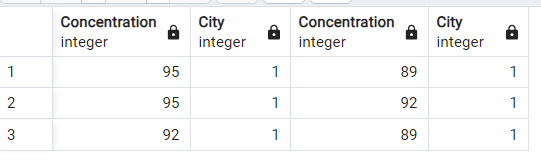 Concentration City Concentration City
integer integer integer integer
1 95 1 89 1
2 95 1 92 1
3 92 1 89 1